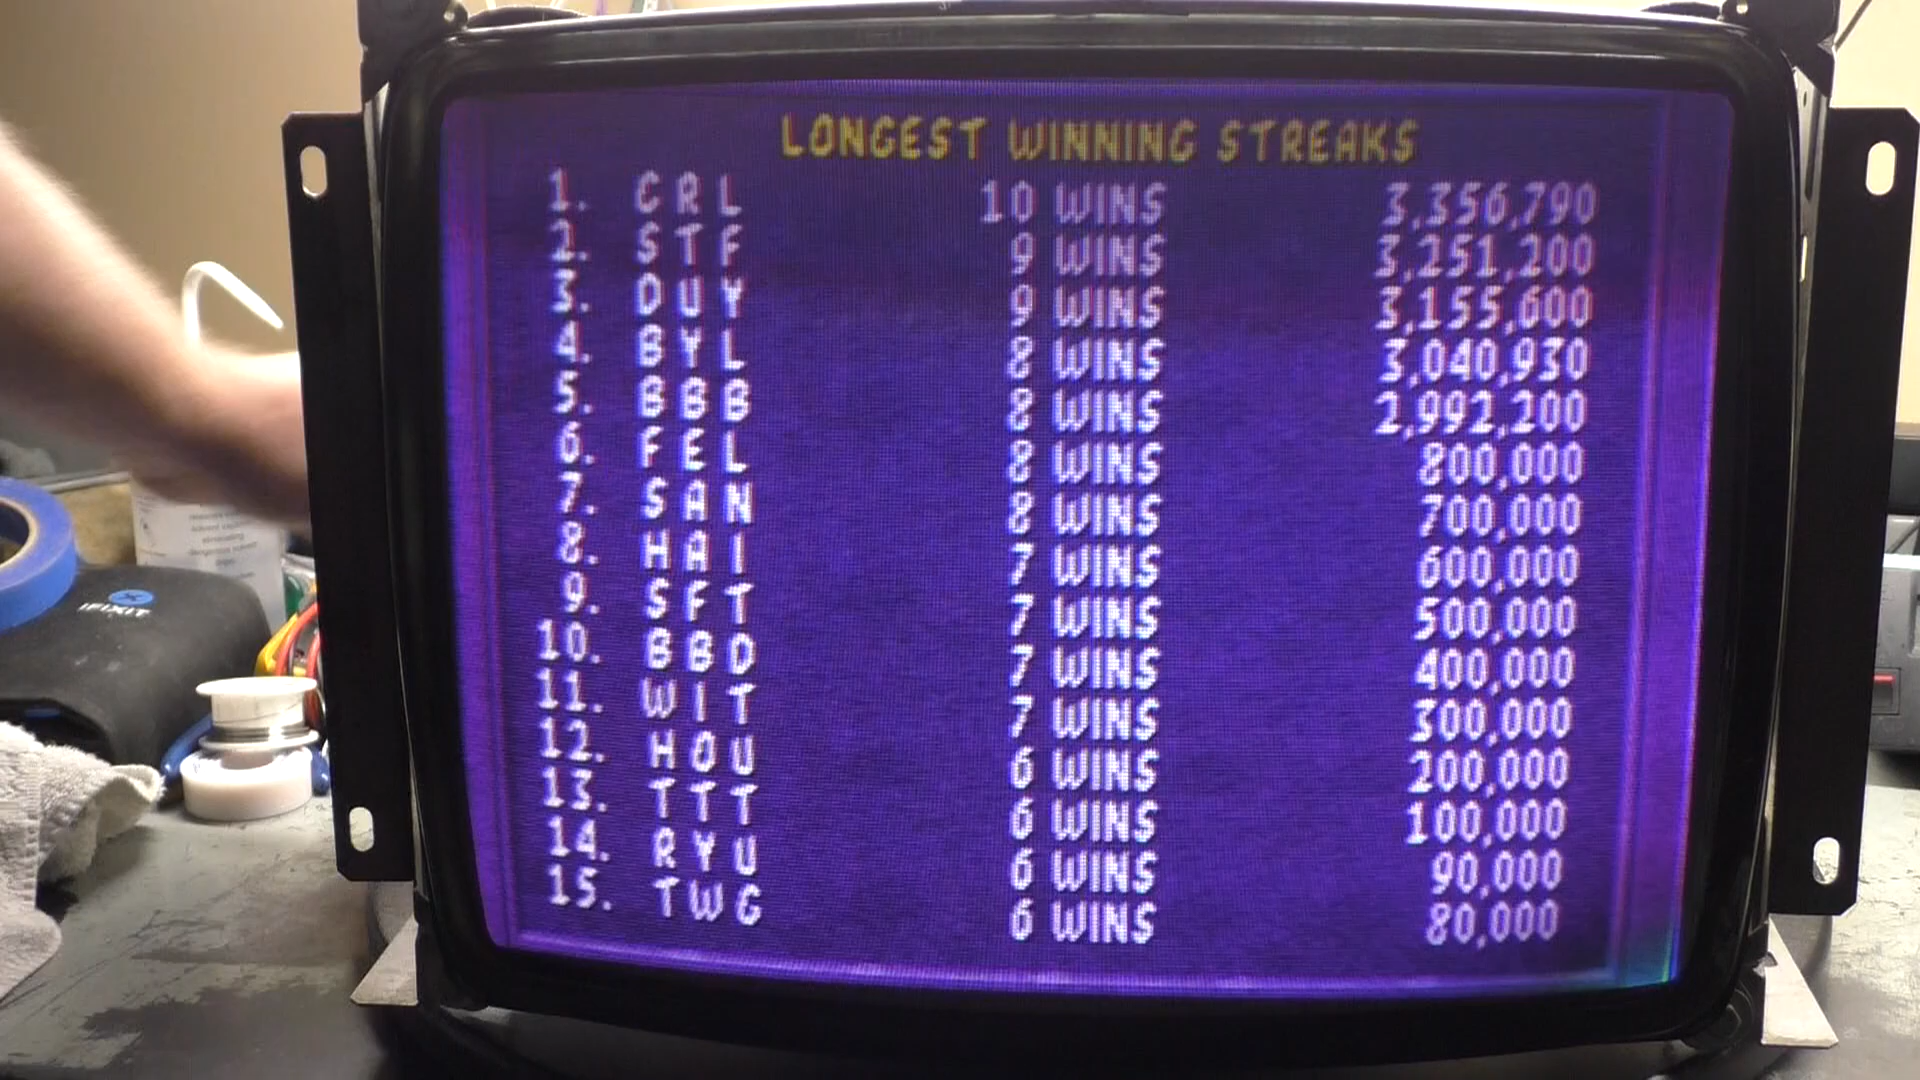 LONGEST WINNING STREAKS
1. CRL 10 WINS 3,356,790
2. STF 9 WINS 3,251,200
3. DUY 9 WINS 3,155,600
4. BYL 8 WINS 3,040,930
5. BBB 8 WINS 2,992,200
6. FEL 8 WINS 800,000
7. SAN 8 WINS 700,000
8. HAI 7 WINS 600,000
9. SFT 7 WINS 500,000
10. BBD 7 WINS 400,000
11. WIT 7 WINS 300,000
12. HOU 6 WINS 200,000
13. TTT 6 WINS 100,000
14. RYU 6 WINS 90,000
15. TWG 6 WINS 80,000
eliminating
IFIXIT